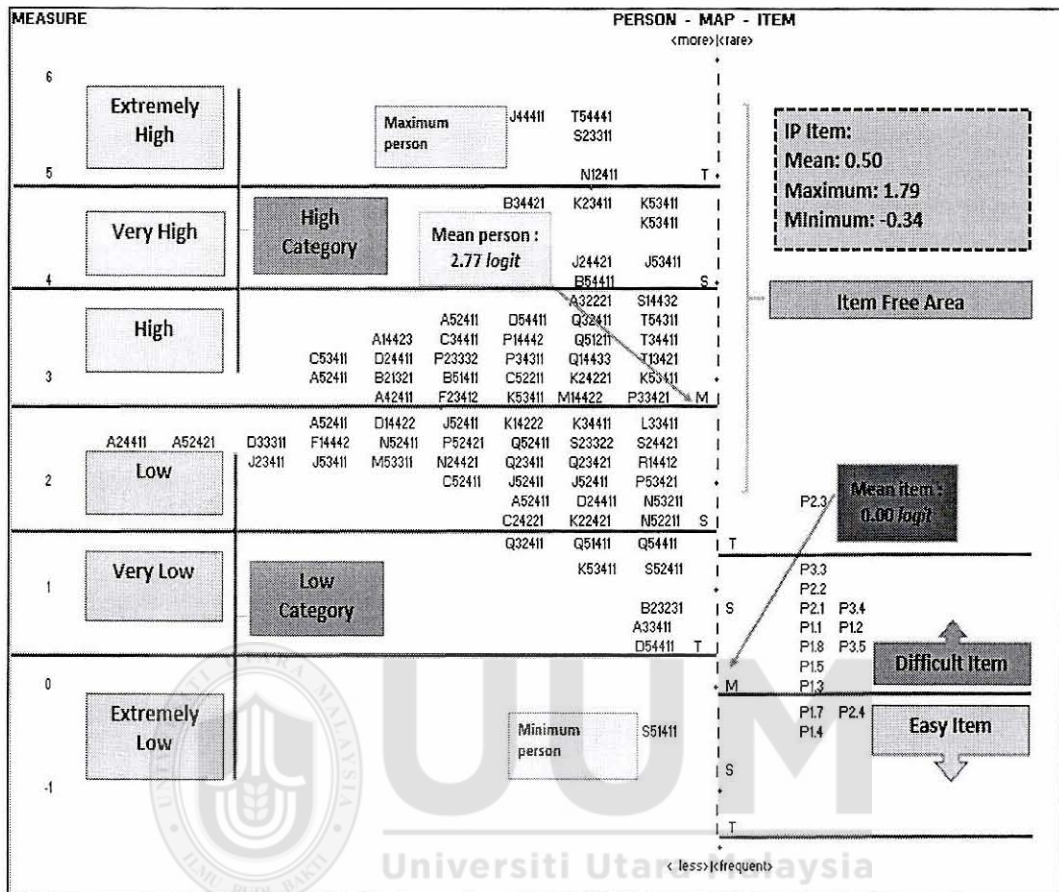 MEASURE PERSON - MAP - ITEM
<more>|<rare>
6
Extremely
High
Maximum
person
J44411 T54441
S23311
IP Item:
Mean: 0.50
Maximum: 1.79
Minimum: -0.34
5 N12411 T
Very High
High
Category
Mean person :
2.77 logit
B34421 K23411 K53411
K53411
J24421 J53411
4 B54411 S
Item Free Area
High
A32221 S14432
A52411 D54411 Q32411 T54311
A14423 C34411 P14442 Q51211 T34411
C53411 D24411 P23332 P34311 Q14433 T13421
3 A52411 B21321 B51411 C52211 K24221 K53411
A42411 F23412 K53411 M14422 P33421 M
A52411 D14422 J52411 K14222 K34411 L33411
A24411 A52421 D33311 F14442 N52411 P52421 Q52411 S23322 S24421
Low
J23411 J53411 M53311 N24421 Q23411 Q23421 R14412
2 C52411 J52411 J52411 P53421
A52411 D24411 N53211 P2.3
Mean item :
0.00 logit
C24221 K22421 N52211 S
Q32411 Q51411 Q54411 T
Very Low
Low
Category
1 K53411 S52411 P3.3
P2.2
B23231 S P2.1 P3.4
A33411 P1.1 P1.2
D54411 T P1.8 P3.5
Difficult Item
P1.5
0 M P1.3
Extremely
Low
Minimum
person
S51411 P1.7 P2.4
P1.4
Easy Item
S
-1
T
UNIVERSITI UTARA MALAYSIA
ILMU BUDI BAKTI
UUM
Universiti Utara Malaysia
< less>|<frequent>